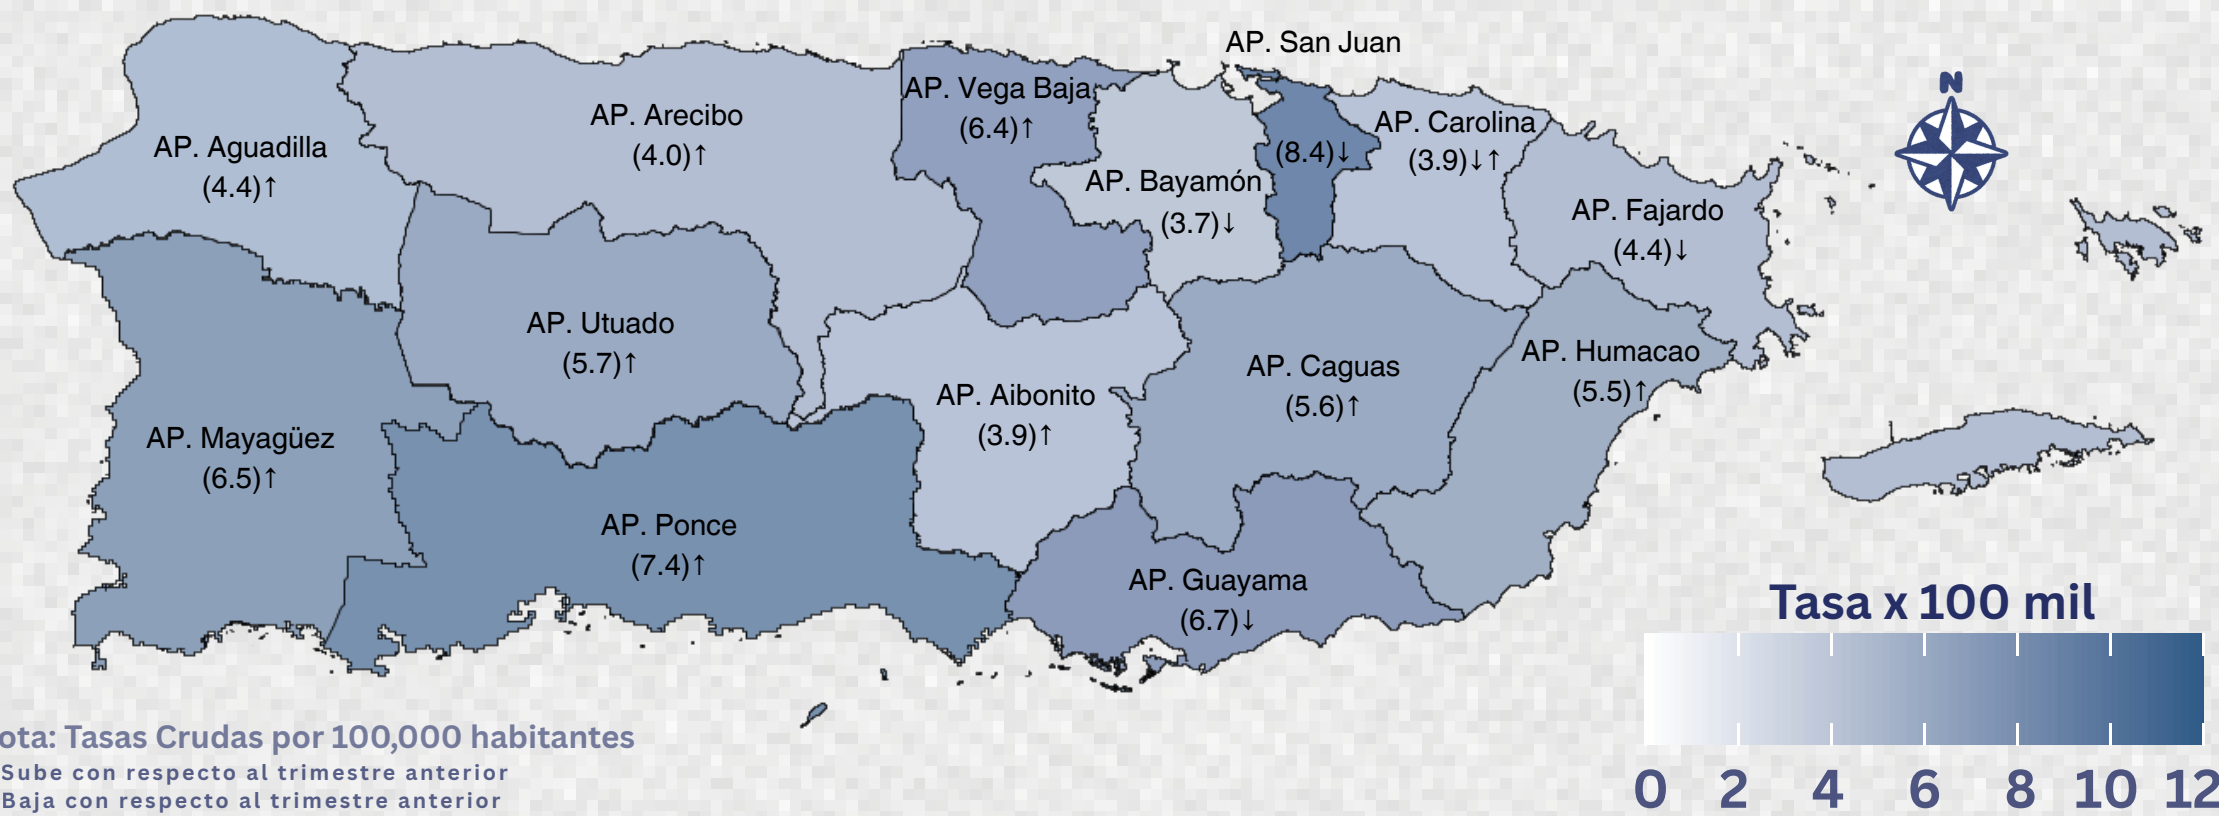 AP. San Juan
(8.4)↓
N
AP. Vega Baja
(6.4)↑
AP. Arecibo
(4.0)↑
AP. Carolina
(3.9)↓↑
AP. Aguadilla
(4.4)↑
AP. Bayamón
(3.7)↓
AP. Fajardo
(4.4)↓
AP. Utuado
(5.7)↑
AP. Humacao
(5.5)↑
AP. Caguas
(5.6)↑
AP. Aibonito
(3.9)↑
AP. Mayagüez
(6.5)↑
AP. Ponce
(7.4)↑
AP. Guayama
(6.7)↓
Tasa x 100 mil
0 2 4 6 8 10 12
ota: Tasas Crudas por 100,000 habitantes
Sube con respecto al trimestre anterior
Baja con respecto al trimestre anterior